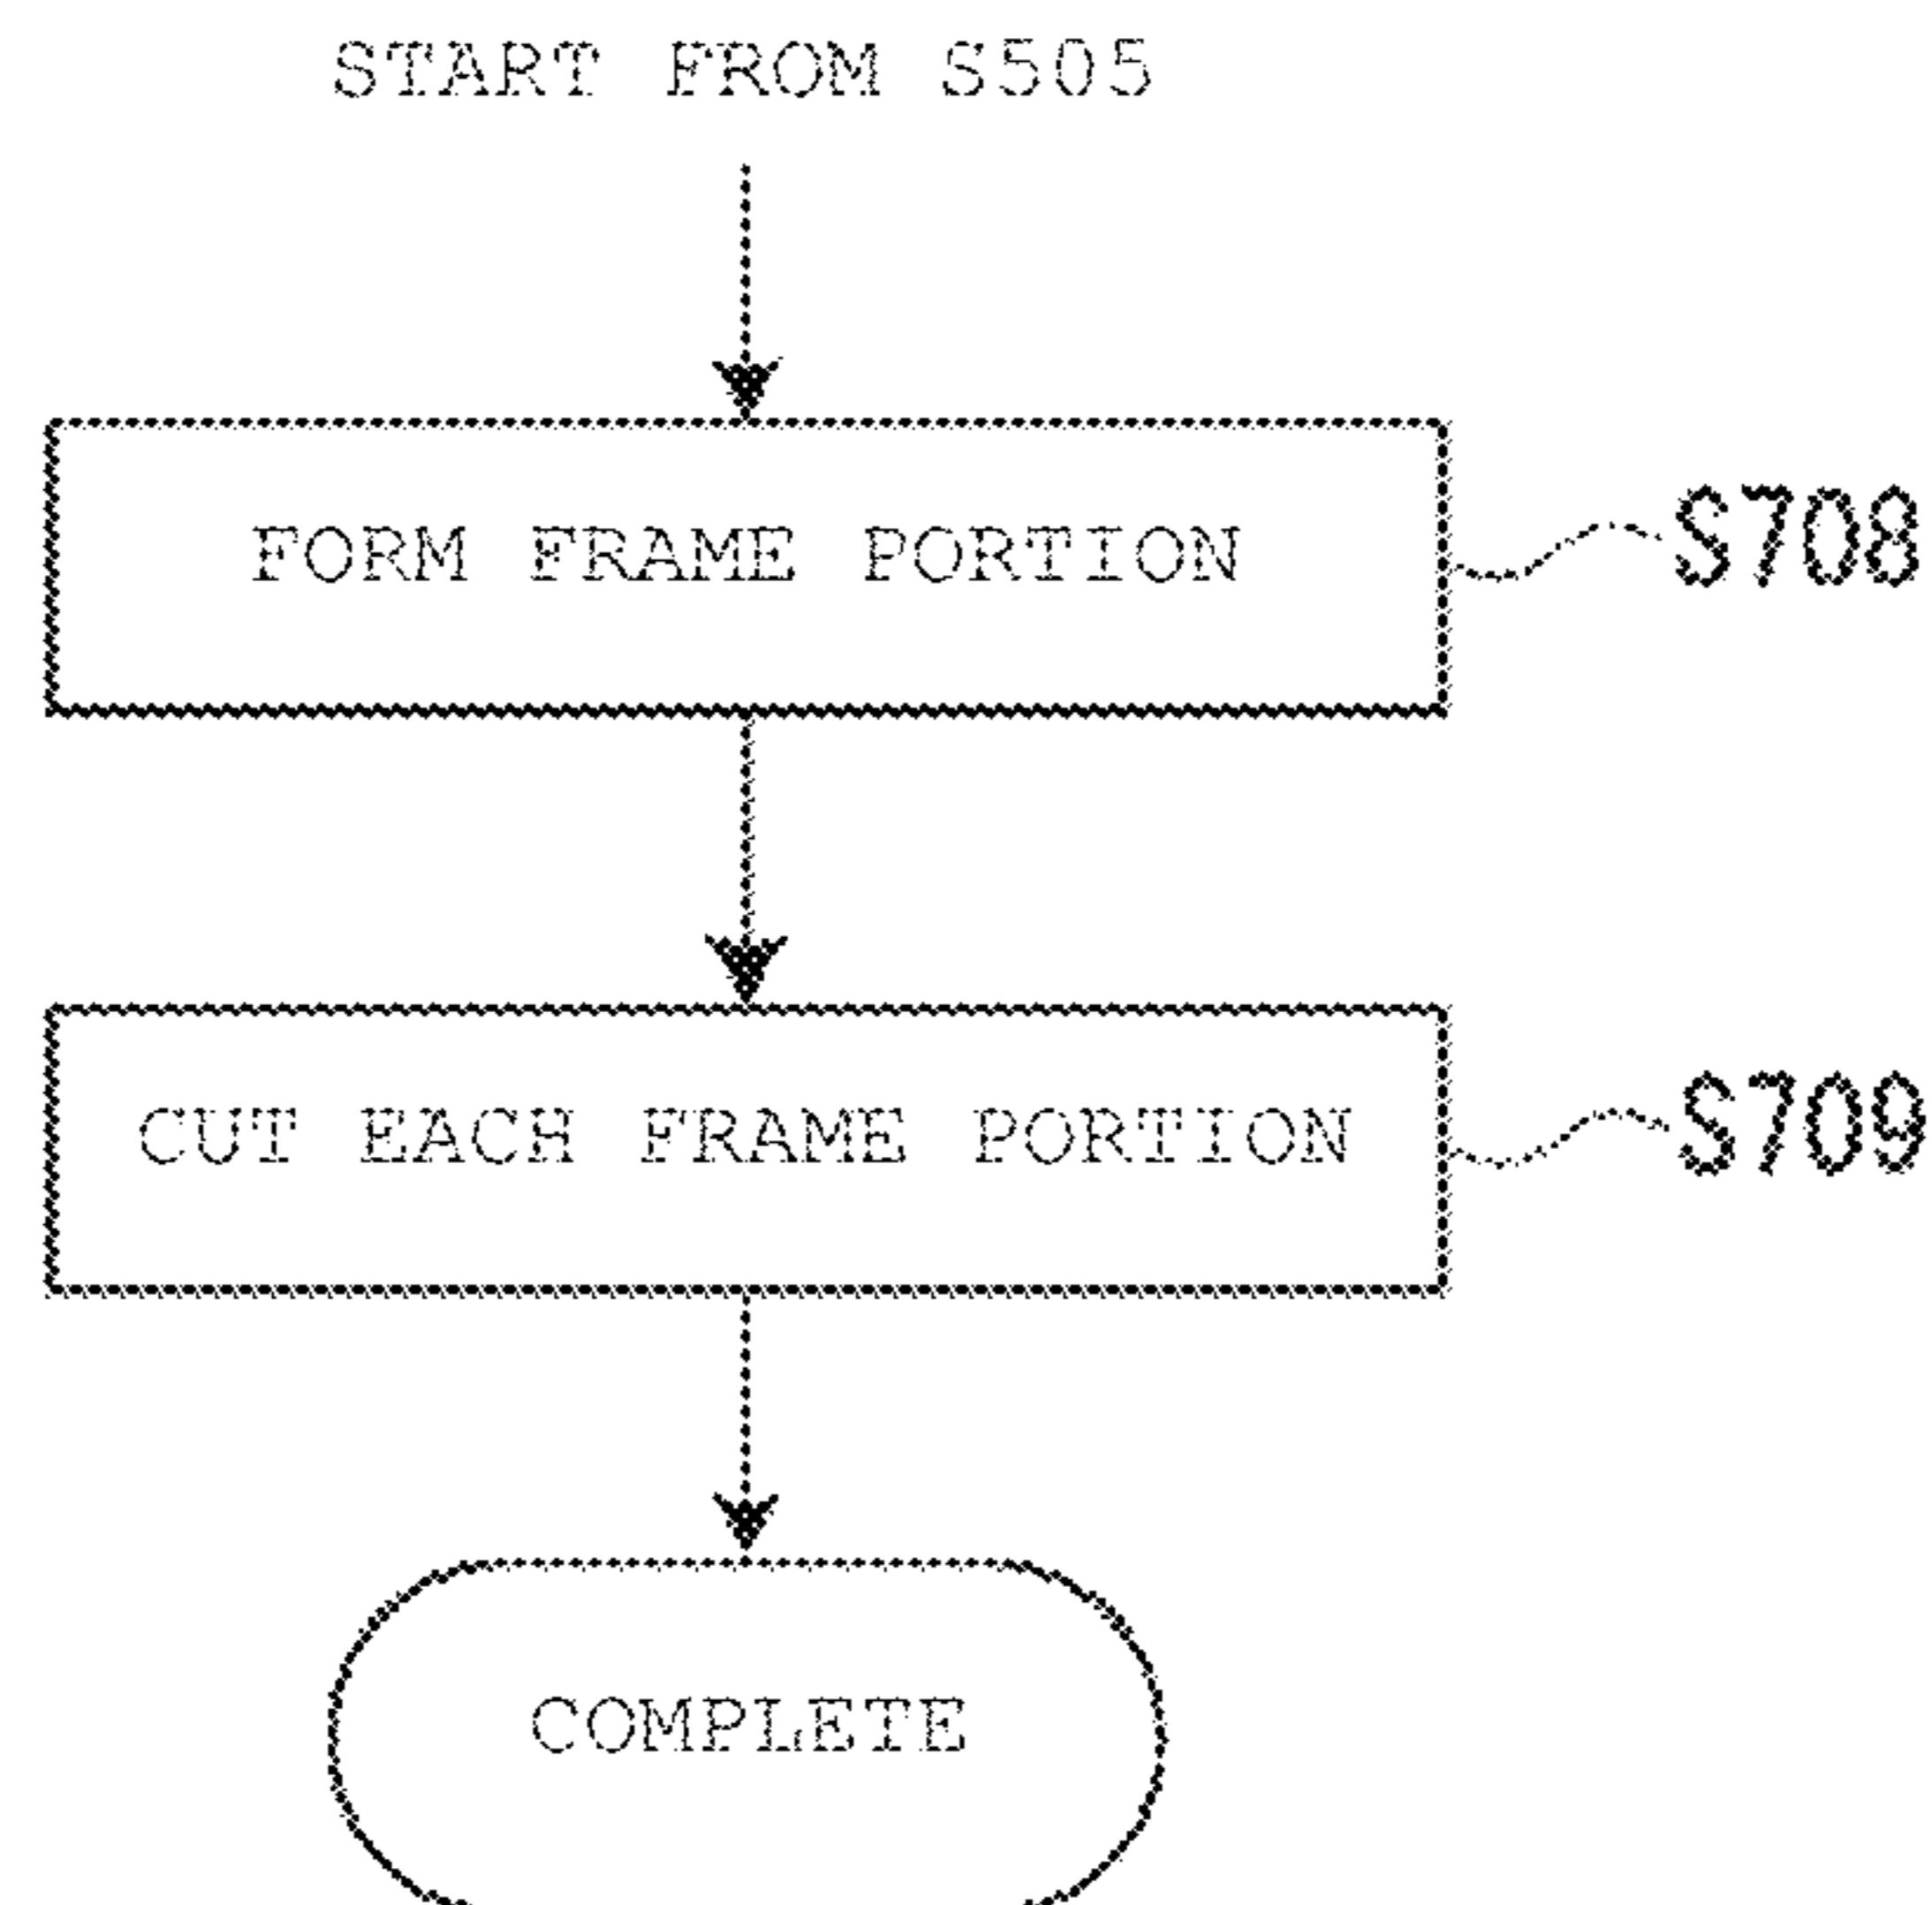 START FROM S505
FORM FRAME PORTION
S708
CUT EACH FRAME PORTION
S709
COMPLETE